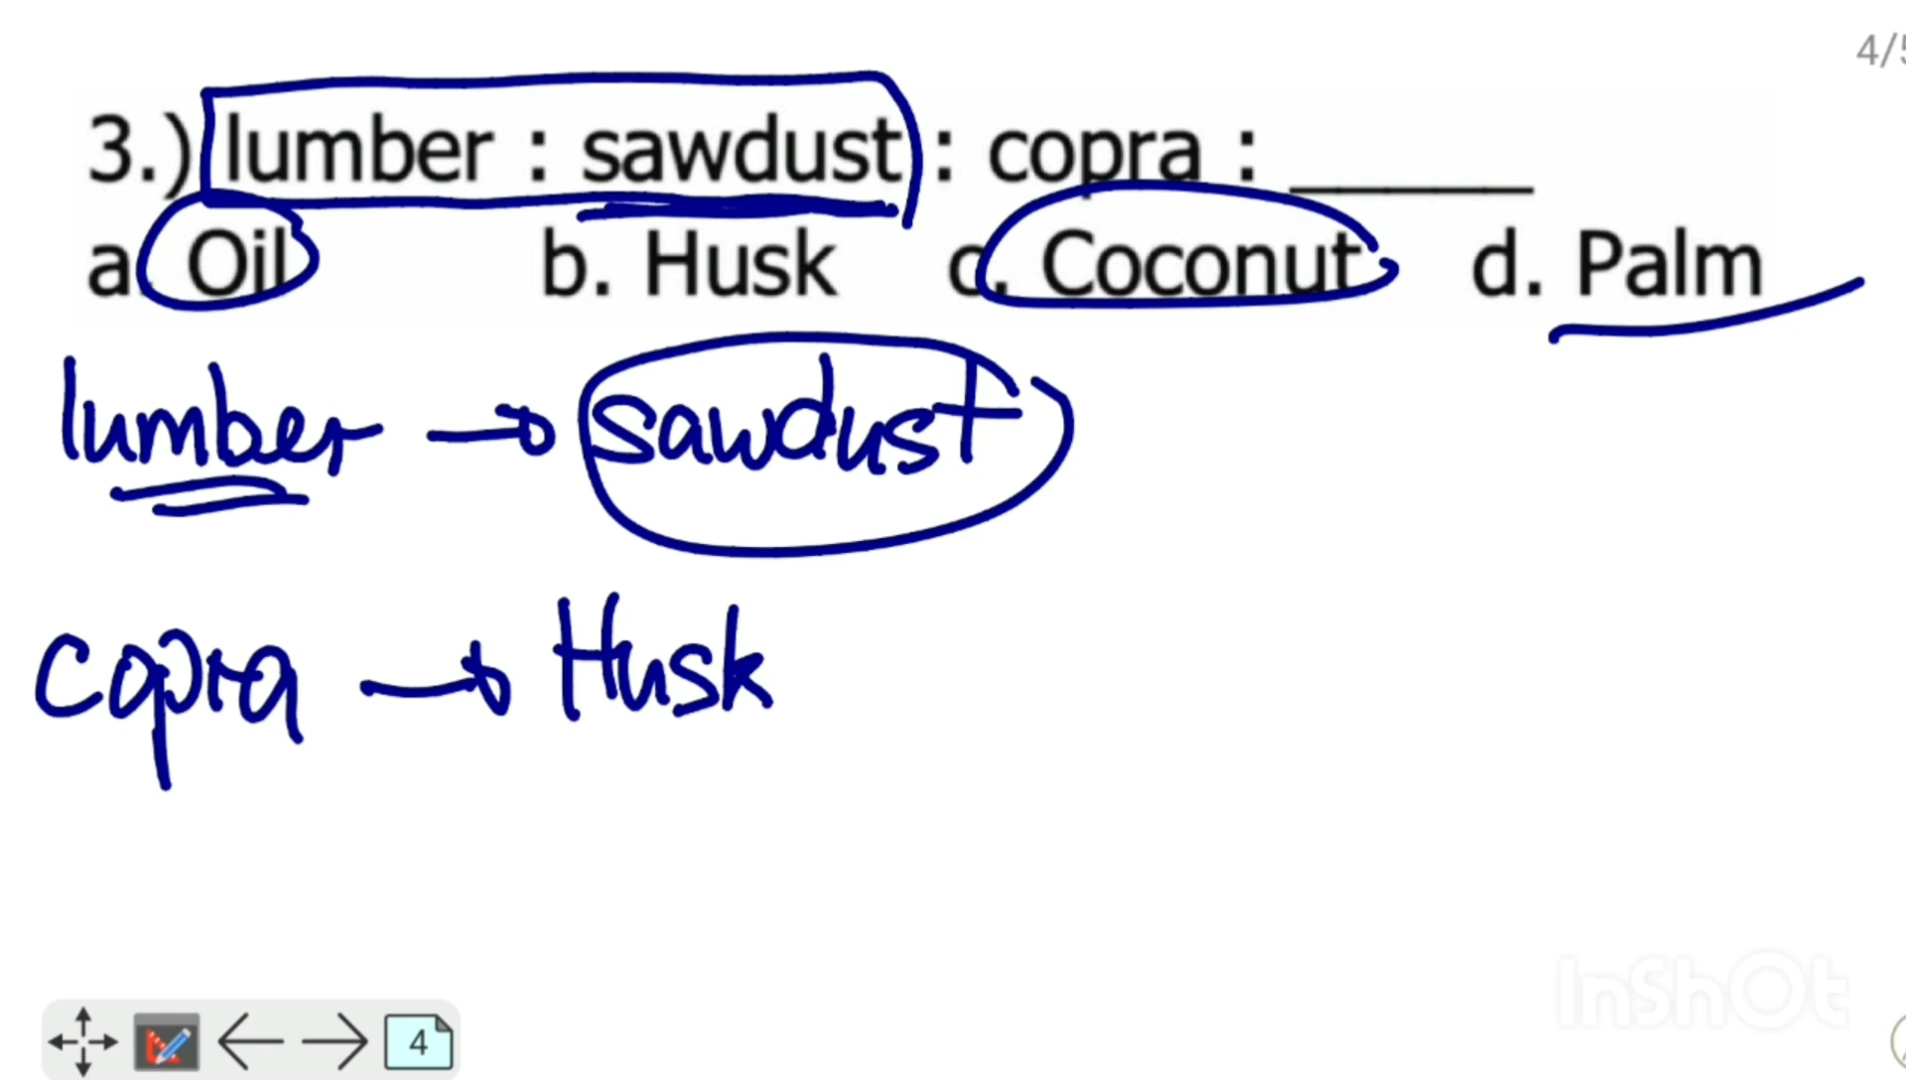 4/5
3.) lumber : sawdust : copra : ______
a. Oil b. Husk c. Coconut d. Palm
lumber → sawdust
copra → Husk
InShOt
4